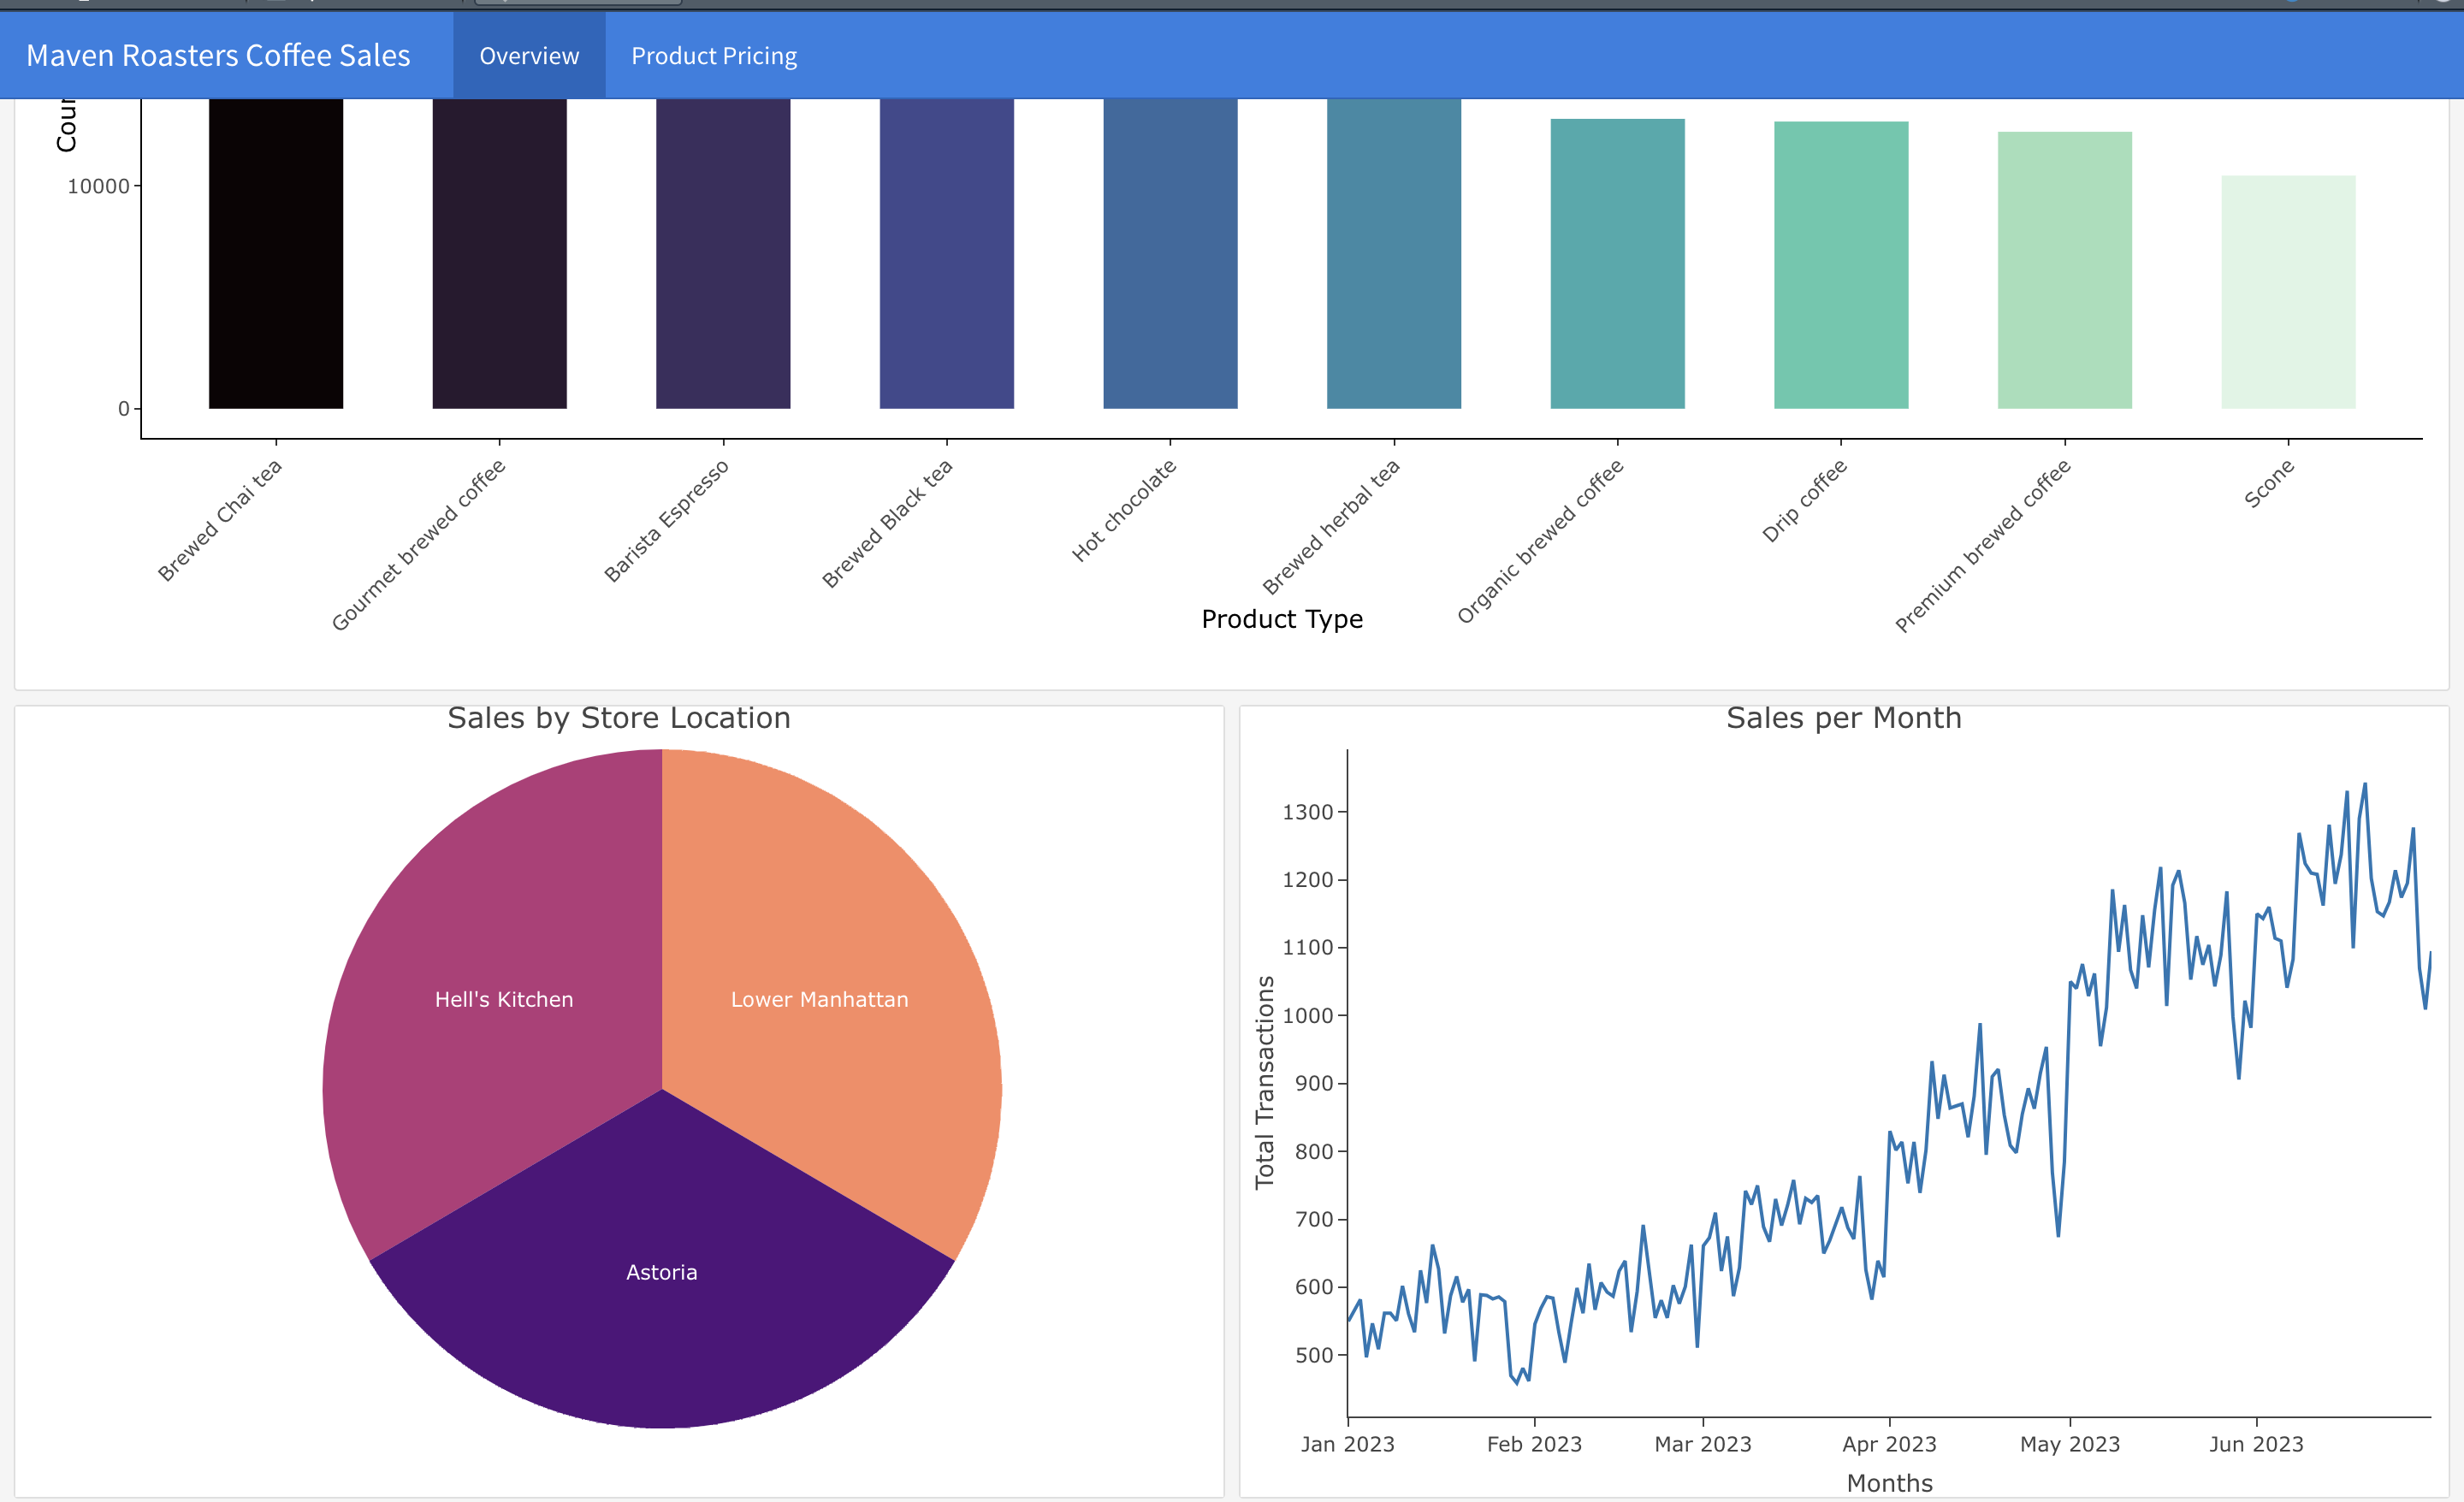 Maven Roasters Coffee Sales
Overview
Product Pricing
10000
0
Brewed Chai tea
Gourmet brewed coffee
Barista Espresso
Brewed Black tea
Hot chocolate
Brewed herbal tea
Organic brewed coffee
Drip coffee
Premium brewed coffee
Scone
Product Type
Sales by Store Location
Hell's Kitchen
Lower Manhattan
Astoria
Sales per Month
Total Transactions
1300
1200
1100
1000
900
800
700
600
500
Jan 2023
Feb 2023
Mar 2023
Apr 2023
May 2023
Jun 2023
Months